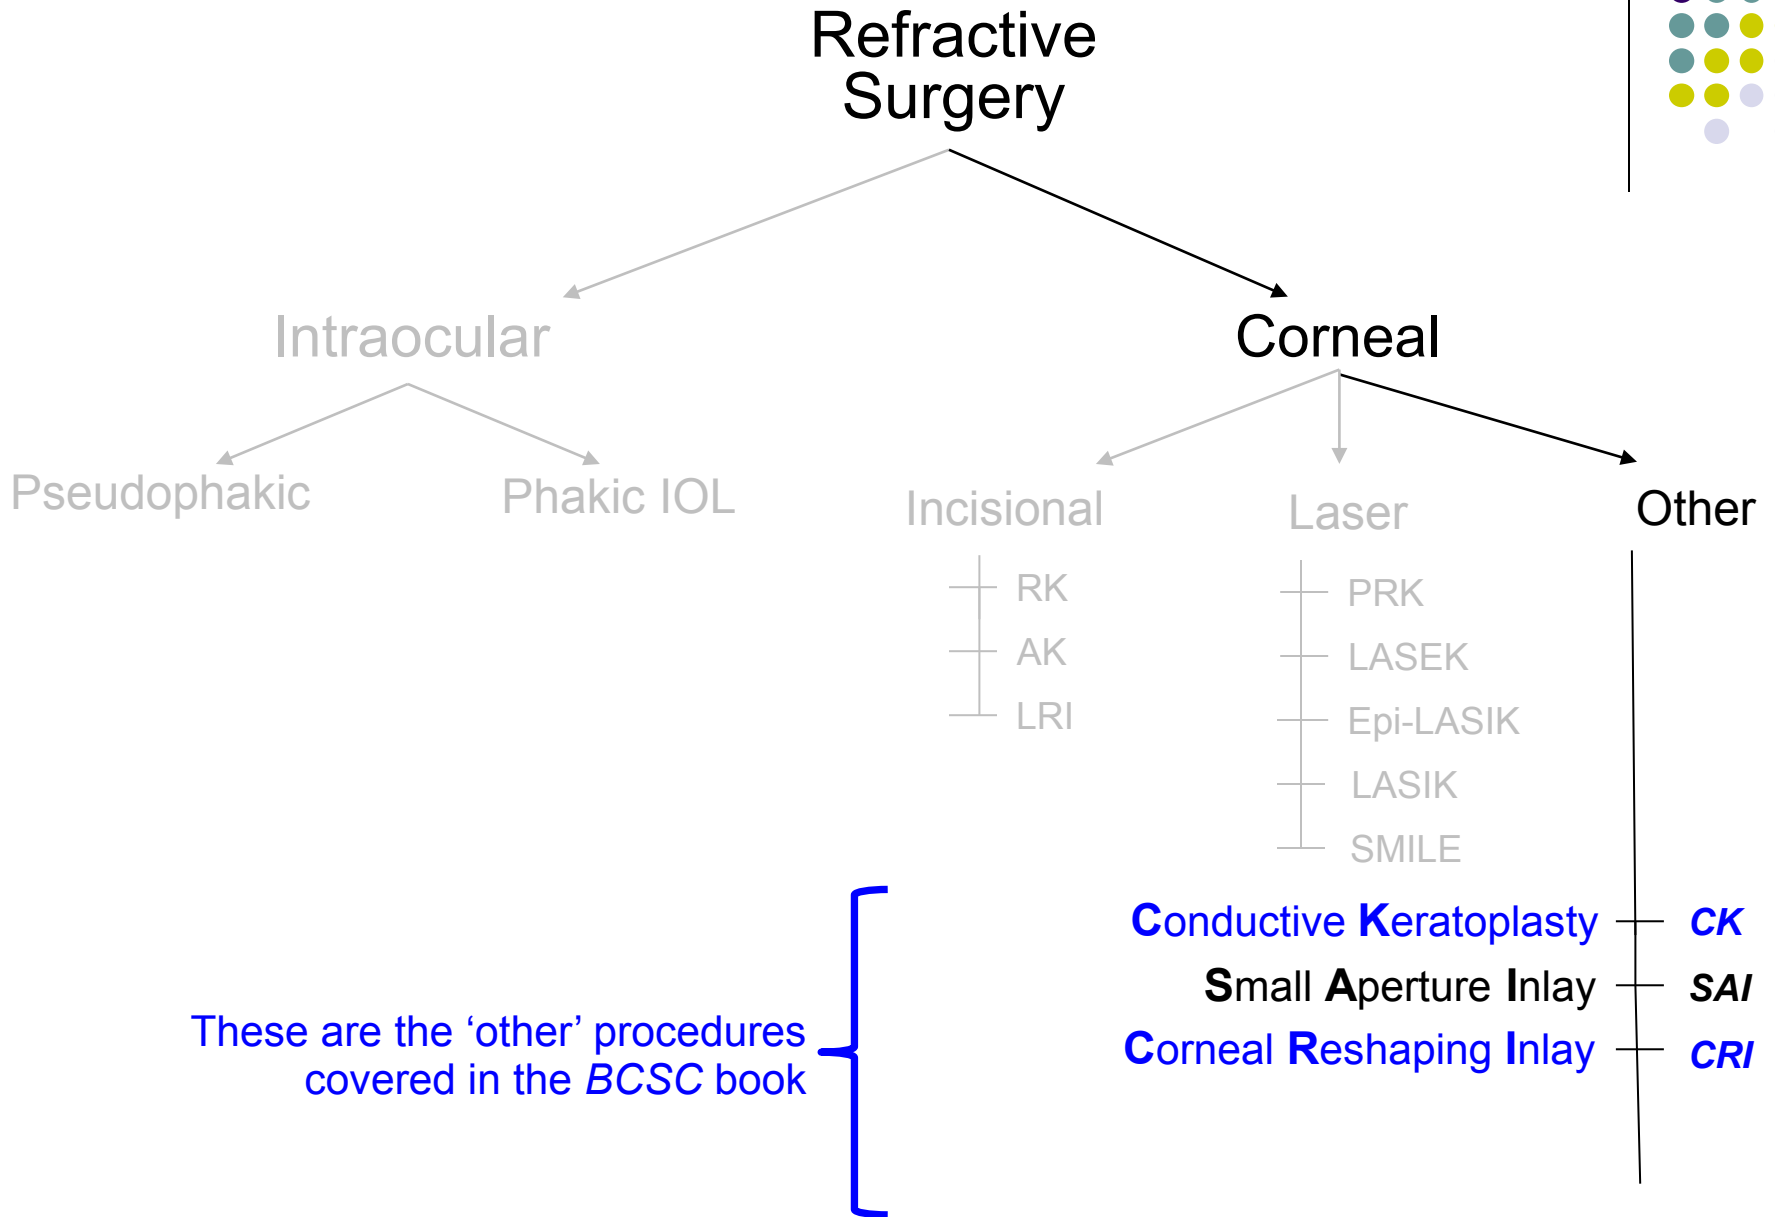 Refractive
Surgery
Intraocular
Corneal
Pseudophakic
Phakic IOL
Incisional
Laser
Other
RK
AK
LRI
PRK
LASEK
Epi-LASIK
LASIK
SMILE
Conductive Keratoplasty CK
Small Aperture Inlay SAI
Corneal Reshaping Inlay CRI
These are the ‘other’ procedures
covered in the BCSC book